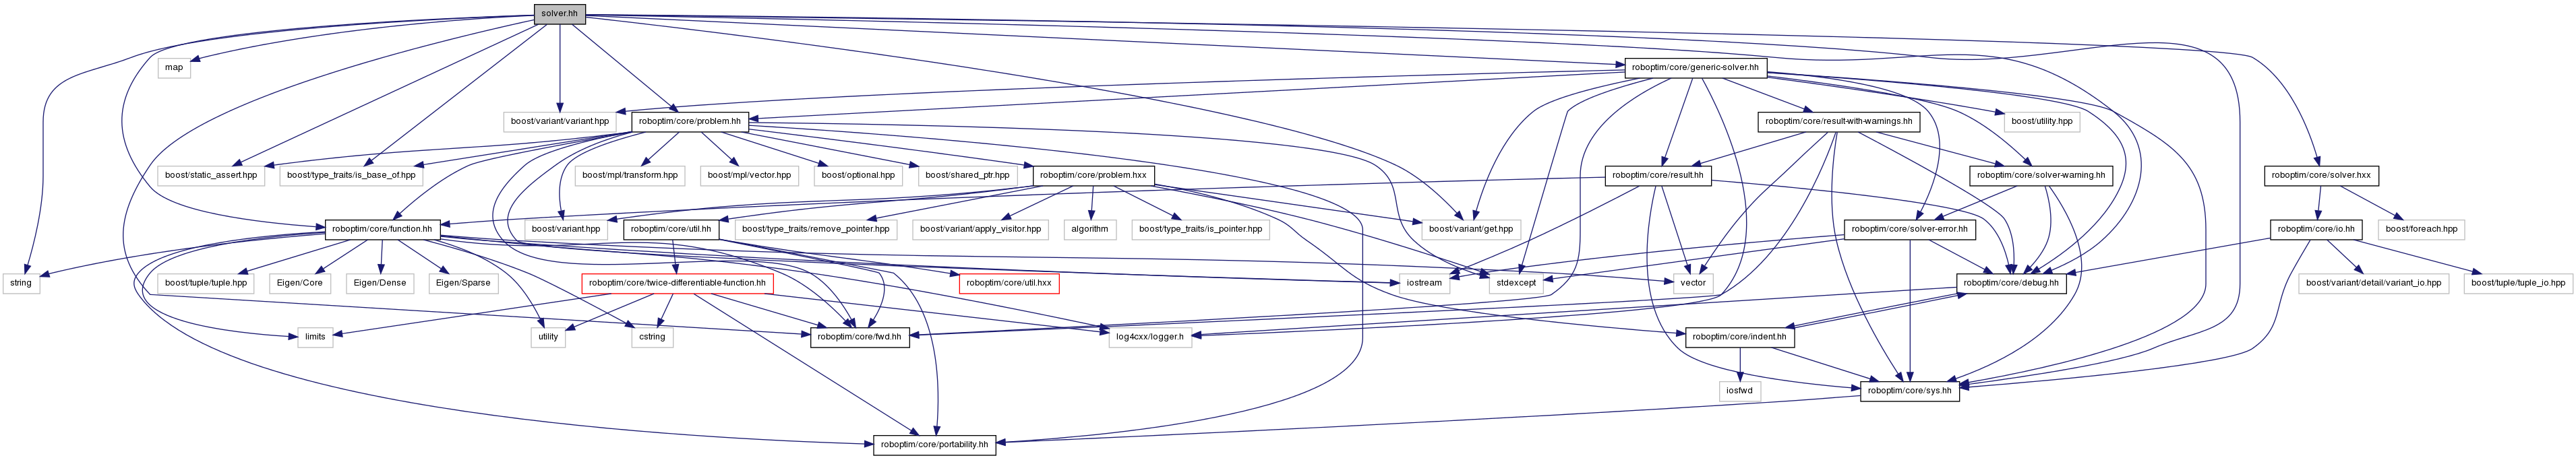 solver.hh
map
roboptim/core/generic-solver.hh
boost/variant/variant.hpp
roboptim/core/problem.hh
roboptim/core/result-with-warnings.hh
boost/utility.hpp
boost/static_assert.hpp
boost/type_traits/is_base_of.hpp
boost/mpl/transform.hpp
boost/mpl/vector.hpp
boost/optional.hpp
boost/shared_ptr.hpp
roboptim/core/problem.hxx
roboptim/core/result.hh
roboptim/core/solver-warning.hh
roboptim/core/solver.hxx
roboptim/core/function.hh
boost/variant.hpp
roboptim/core/util.hh
boost/type_traits/remove_pointer.hpp
boost/variant/apply_visitor.hpp
algorithm
boost/type_traits/is_pointer.hpp
boost/variant/get.hpp
roboptim/core/solver-error.hh
roboptim/core/io.hh
boost/foreach.hpp
string
boost/tuple/tuple.hpp
Eigen/Core
Eigen/Dense
Eigen/Sparse
roboptim/core/twice-differentiable-function.hh
roboptim/core/util.hxx
iostream
stdexcept
vector
roboptim/core/debug.hh
boost/variant/detail/variant_io.hpp
boost/tuple/tuple_io.hpp
limits
utility
cstring
roboptim/core/fwd.hh
log4cxx/logger.h
roboptim/core/indent.hh
iosfwd
roboptim/core/sys.hh
roboptim/core/portability.hh